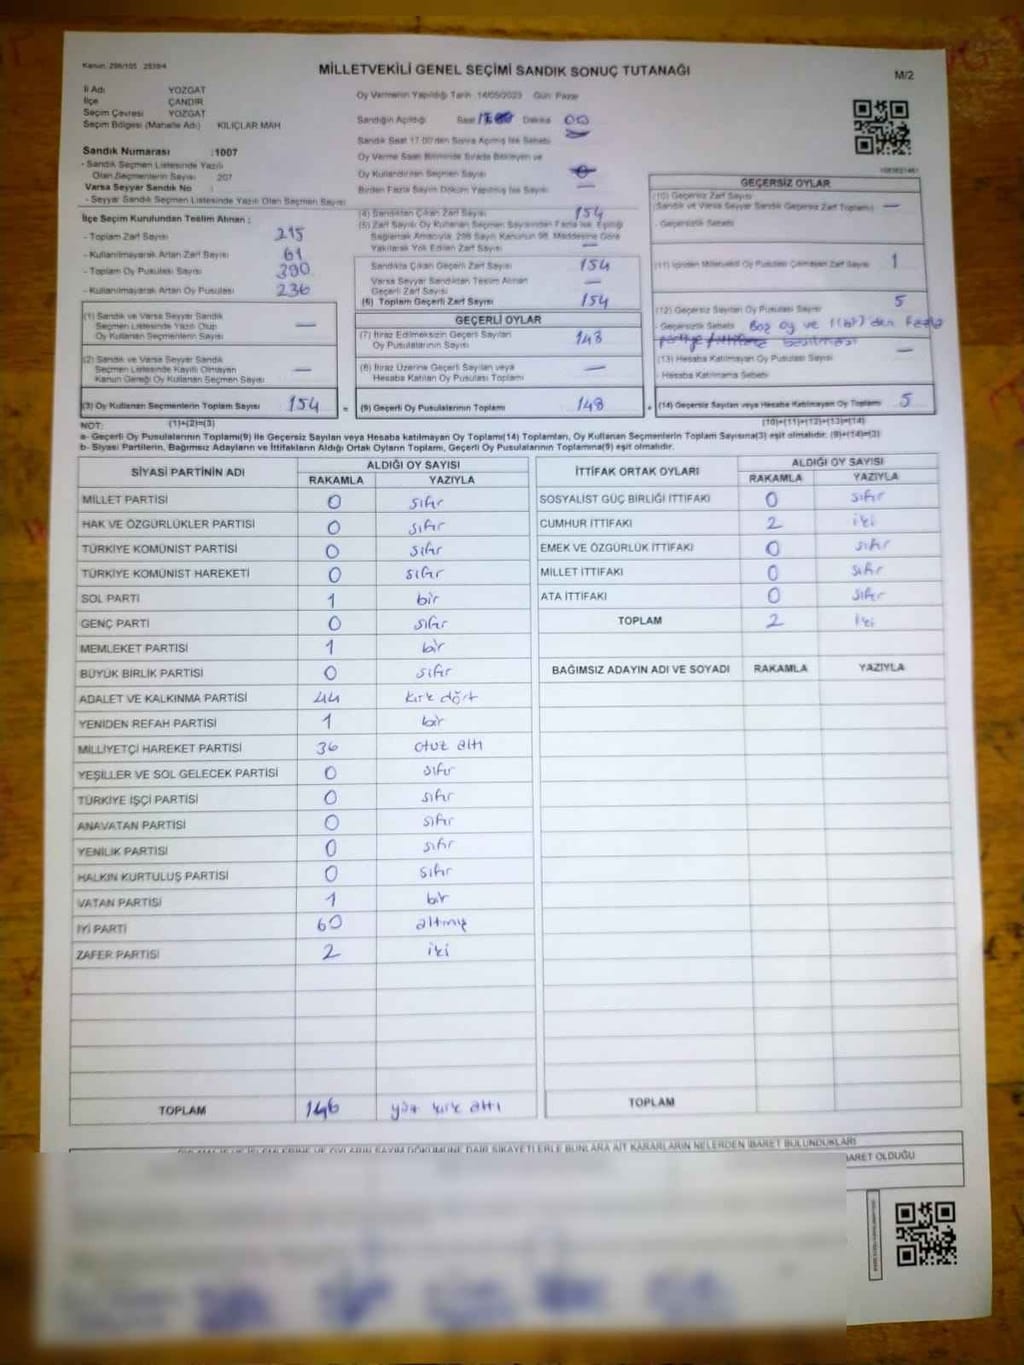 Kanun: 298/105 2839/4
MİLLETVEKİLİ GENEL SEÇİMİ SANDIK SONUÇ TUTANAĞI
M/2
İl Adı YOZGAT
İlçe ÇANDIR
Seçim Çevresi YOZGAT
Seçim Bölgesi (Mahalle Adı) KILIÇLAR MAH
Sandık Numarası :1007
- Sandık Seçmen Listesinde Yazılı
Olan Seçmenlerin Sayısı 207
Varsa Seyyar Sandık No :
- Seyyar Sandık Seçmen Listesinde Yazılı Olan Seçmen Sayısı
Oy Vermenin Yapıldığı Tarih 14/05/2023 Gün Pazar
Sandığın Açıldığı Saat Dakika 00
Sandık Saat 17:00'den Sonra Açılmış İse Sebebi
Oy Verme Saati Bitiminde Sırada Bekleyen ve
Oy Kullandırılan Seçmen Sayısı
Birden Fazla Sayım Döküm Yapılmış İse Sayısı —
İlçe Seçim Kurulundan Teslim Alınan :
- Toplam Zarf Sayısı 215
- Kullanılmayarak Artan Zarf Sayısı 61
- Toplam Oy Pusulası 390
- Kullanılmayarak Artan Oy Pusulası 236
(4) Sandıktan Çıkan Zarf Sayısı 154
(5) Zarf Sayısı Oy Kullanan Seçmen Sayısından Fazla İse, Eşitliği
Sağlamak Amacıyla, 298 Sayılı Kanunun 98. Maddesine Göre
Yakılarak Yok Edilen Zarf Sayısı —
Sandıkta Çıkan Geçerli Zarf Sayısı 154
Varsa Seyyar Sandıktan Teslim Alınan
Geçerli Zarf Sayısı —
(6) Toplam Geçerli Zarf Sayısı 154
GEÇERSİZ OYLAR
(10) Geçersiz Zarf Sayısı
(Sandık ve Varsa Seyyar Sandık Geçersiz Zarf Toplamı) —
- Geçersizlik Sebebi
(11) İçinden Milletvekili Oy Pusulası Çıkmayan Zarf Sayısı 1
(12) Geçersiz Sayılan Oy Pusulası Sayısı 5
- Geçersizlik Sebebi Boş oy ve 1(bir)'den fazla
basılması
(13) Hesaba Katılmayan Oy Pusulası Sayısı —
- Hesaba Katılmama Sebebi
(14) Geçersiz Sayılan veya Hesaba Katılmayan Oy Toplamı 5
(10)+(11)+(12)+(13)=(14)
(1) Sandık ve Varsa Seyyar Sandık
Seçmen Listesinde Yazılı Olup
Oy Kullanan Seçmenlerin Sayısı —
(2) Sandık ve Varsa Seyyar Sandık
Seçmen Listesinde Kayıtlı Olmayan
Kanun Gereği Oy Kullanan Seçmen Sayısı —
(3) Oy Kullanan Seçmenlerin Toplam Sayısı 154 =
(1)+(2)=(3)
GEÇERLİ OYLAR
(7) İtiraz Edilmeksizin Geçerli Sayılan
Oy Pusulalarının Sayısı 148
(8) İtiraz Üzerine Geçerli Sayılan veya
Hesaba Katılan Oy Pusulası Toplamı —
(9) Geçerli Oy Pusulalarının Toplamı 148 +
NOT:
a- Geçerli Oy Pusulalarının Toplamı(9) ile Geçersiz Sayılan veya Hesaba katılmayan Oy Toplamı(14) Toplamları, Oy Kullanan Seçmenlerin Toplam Sayısına(3) eşit olmalıdır. (9)+(14)=(3)
b- Siyasi Partilerin, Bağımsız Adayların ve İttifakların Aldığı Ortak Oyların Toplamı, Geçerli Oy Pusulalarının Toplamına(9) eşit olmalıdır.
SİYASİ PARTİNİN ADI ALDIĞI OY SAYISI
RAKAMLA YAZIYLA
MİLLET PARTİSİ 0 sıfır
HAK VE ÖZGÜRLÜKLER PARTİSİ 0 sıfır
TÜRKİYE KOMÜNİST PARTİSİ 0 sıfır
TÜRKİYE KOMÜNİST HAREKETİ 0 sıfır
SOL PARTİ 1 bir
GENÇ PARTİ 0 sıfır
MEMLEKET PARTİSİ 1 bir
BÜYÜK BİRLİK PARTİSİ 0 sıfır
ADALET VE KALKINMA PARTİSİ 44 kırk dört
YENİDEN REFAH PARTİSİ 1 bir
MİLLİYETÇİ HAREKET PARTİSİ 36 otuz altı
YEŞİLLER VE SOL GELECEK PARTİSİ 0 sıfır
TÜRKİYE İŞÇİ PARTİSİ 0 sıfır
ANAVATAN PARTİSİ 0 sıfır
YENİLİK PARTİSİ 0 sıfır
HALKIN KURTULUŞ PARTİSİ 0 sıfır
VATAN PARTİSİ 1 bir
İYİ PARTİ 60 altmış
ZAFER PARTİSİ 2 iki
TOPLAM 146 yüz kırk altı
İTTİFAK ORTAK OYLARI ALDIĞI OY SAYISI
RAKAMLA YAZIYLA
SOSYALİST GÜÇ BİRLİĞİ İTTİFAKI 0 sıfır
CUMHUR İTTİFAKI 2 iki
EMEK VE ÖZGÜRLÜK İTTİFAKI 0 sıfır
MİLLET İTTİFAKI 0 sıfır
ATA İTTİFAKI 0 sıfır
TOPLAM 2 iki
BAĞIMSIZ ADAYIN ADI VE SOYADI RAKAMLA YAZIYLA
TOPLAM
DAİR ŞİKAYETLERLE BUNLARA AİT KARARLARIN NELERDEN İBARET BULUNDUKLARI
İBARET OLDUĞU